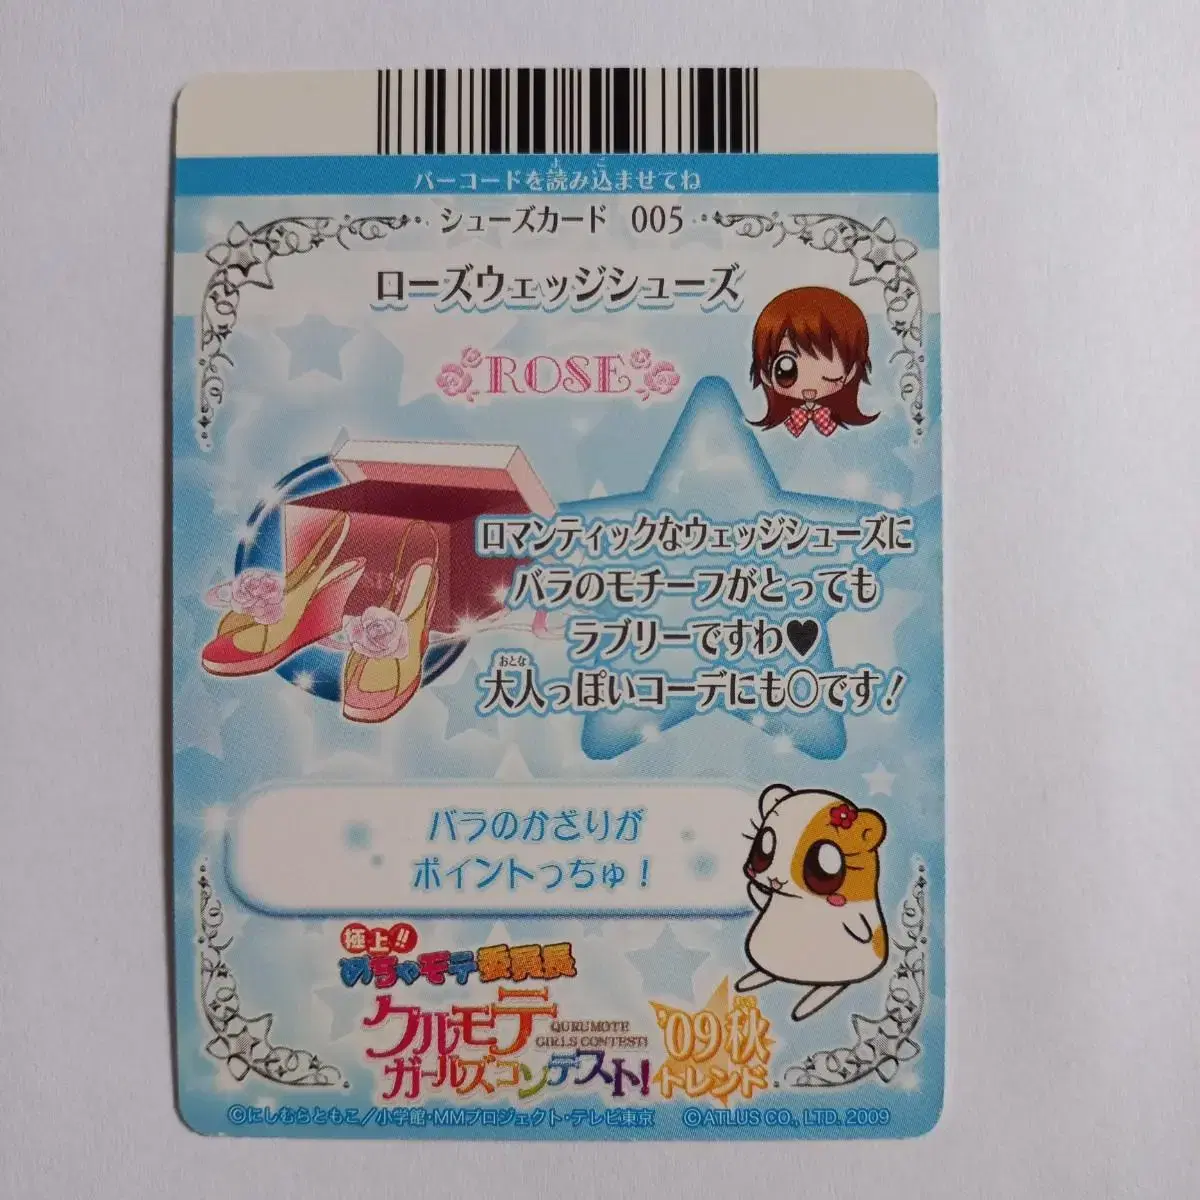 バーコードを読み込ませてね
シューズカード 005
ローズウェッジシューズ
ROSE
ロマンティックなウェッジシューズに
バラのモチーフがとっても
ラブリーですわ♥
大人っぽいコーデにも○です!
バラのかざりが
ポイントっちゅ!
極上!!
めちゃモテ委員長
クルモテ
QURUMOTE
GIRLS CONTEST!
ガールズコンテスト!
'09秋
トレンド
©にしむらともこ/小学館・MMプロジェクト・テレビ東京 ©ATLUS CO., LTD. 2009